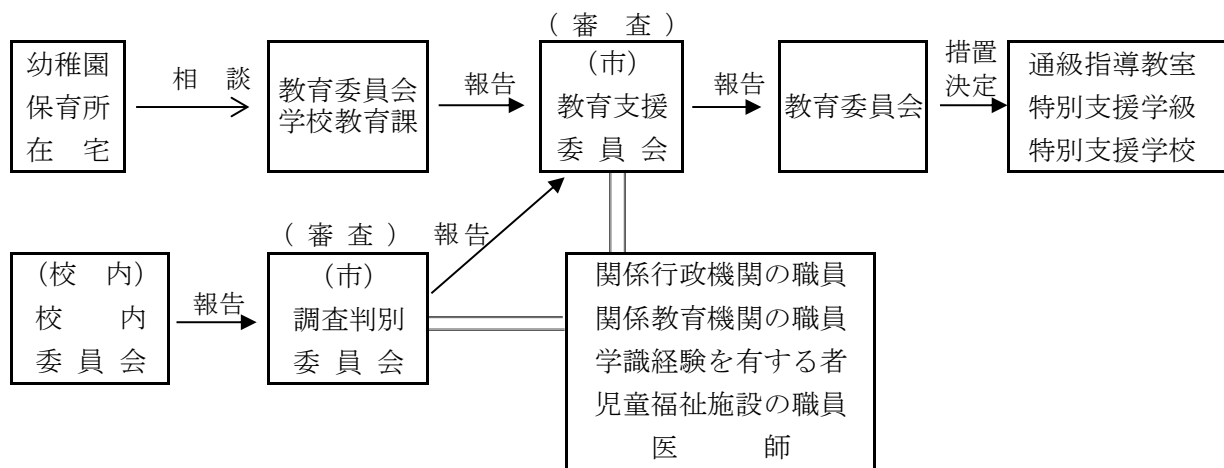 (審　査)
幼稚園
保育所
在　宅
相　談
教育委員会
学校教育課
報告
(市)
教育支援
委 員 会
報告
教育委員会
措置
決定
通級指導教室
特別支援学級
特別支援学校
(審 査)
報告
(校　内)
校　　内
委 員 会
報告
(市)
調査判別
委 員 会
関係行政機関の職員
関係教育機関の職員
学識経験を有する者
児童福祉施設の職員
医　　　師